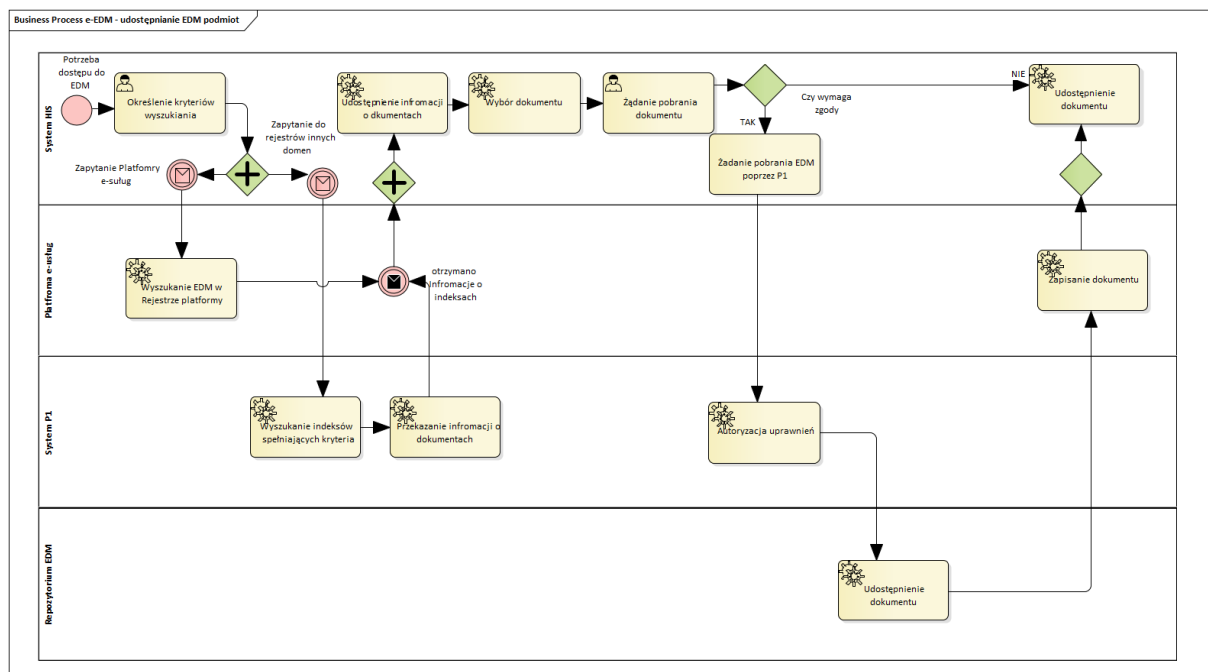 Business Process e-EDM - udostępnianie EDM podmiot
System HIS
Potrzeba
dostępu do
EDM
Określenie kryteriów
wyszukiania
Zapytanie do
rejestrów innych
domen
Zapytanie Platfomry
e-suług
Udostępnienie infromacji
o dkumentach
Wybór dokumentu
Żądanie pobrania
dokumentu
Czy wymaga
zgody
NIE
TAK
Udostępnienie
dokumentu
Żadanie pobrania EDM
poprzez P1
Platfroma e-usług
Wyszukanie EDM w
Rejestrze platformy
otrzymano
Infromacje o
indeksach
Zapisanie dokumentu
System P1
Wyszukanie indeksów
spełniających kryteria
Przekazanie infromacji o
dokumentach
Autoryzacja uprawnień
Repozytorium EDM
Udostępnienie
dokumentu